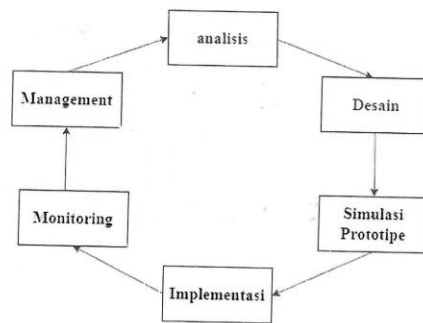 analisis
Desain
Simulasi
Prototipe
Implementasi
Monitoring
Management